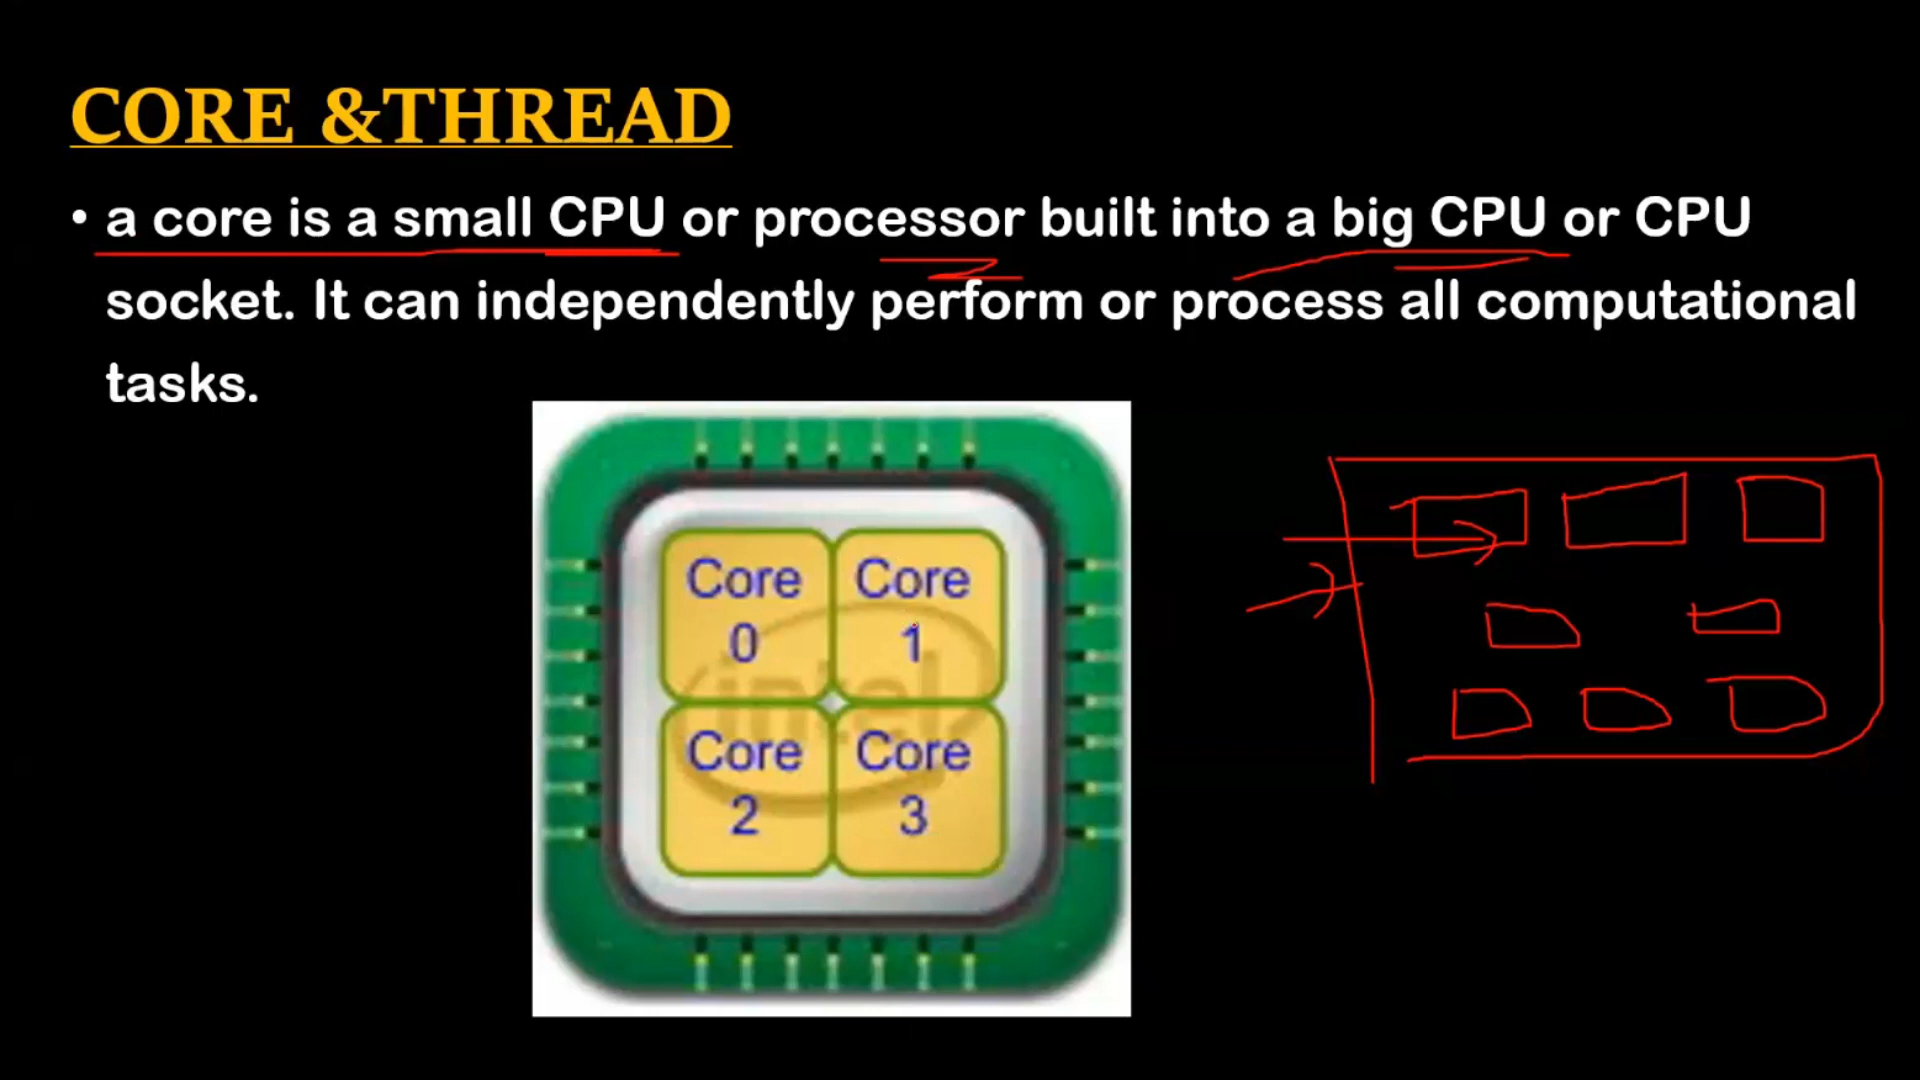 CORE &THREAD
• a core is a small CPU or processor built into a big CPU or CPU
socket. It can independently perform or process all computational
tasks.
Core Core
0 1
intel
Core Core
2 3